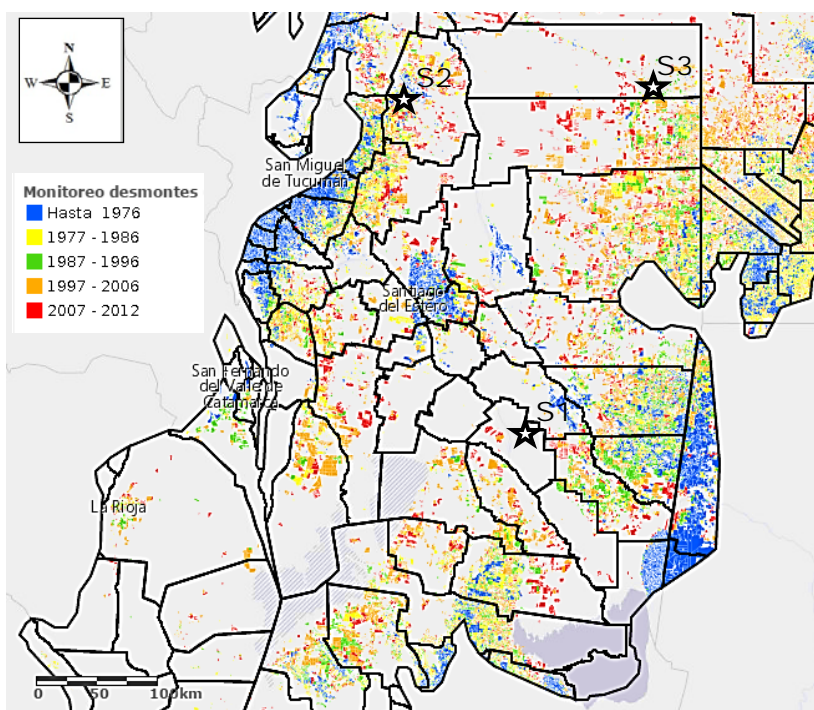 N
W E
S
S2
S3
San Miguel
de Tucumán
Monitoreo desmontes
Hasta 1976
1977 - 1986
1987 - 1996
1997 - 2006
2007 - 2012
Santiago
del Estero
San Fernando
del Valle de
Catamarca
S1
La Rioja
0 50 100km